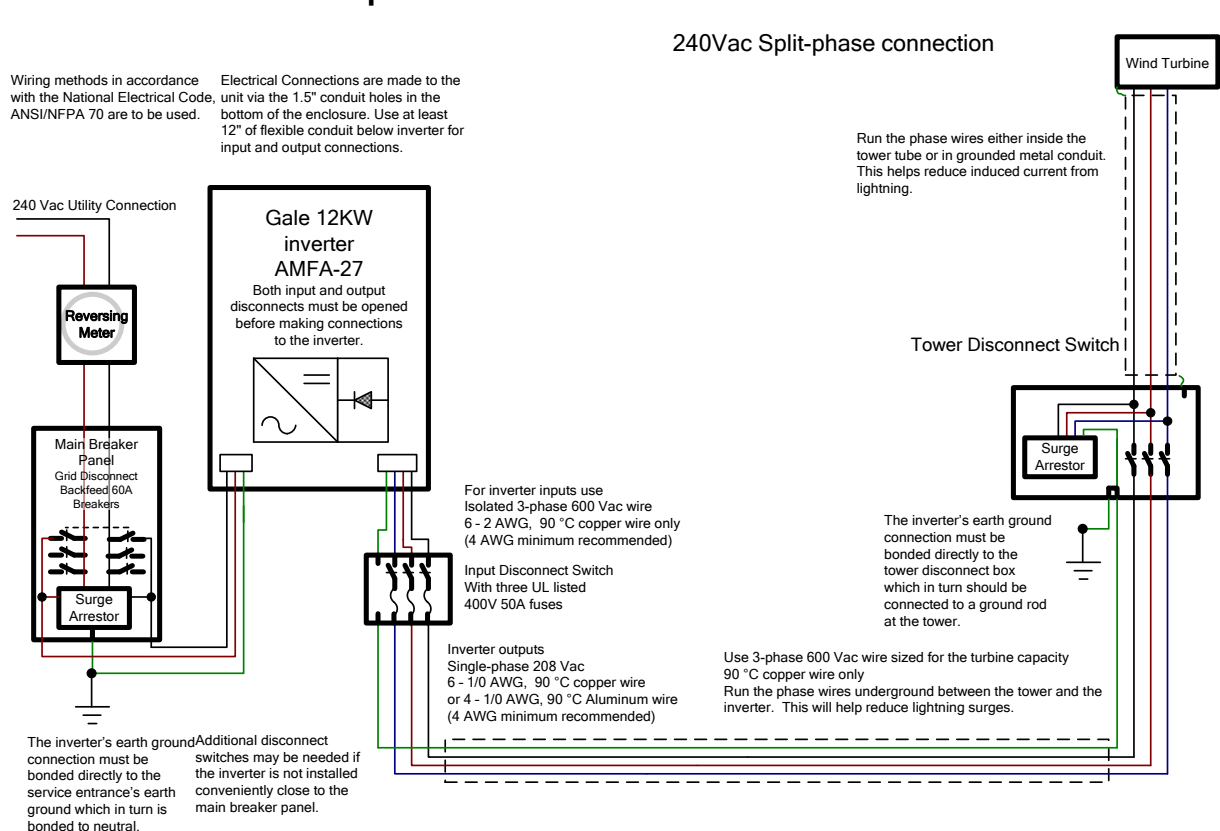 240Vac Split-phase connection
Wind Turbine
Wiring methods in accordance
with the National Electrical Code,
ANSI/NFPA 70 are to be used.
Electrical Connections are made to the
unit via the 1.5" conduit holes in the
bottom of the enclosure. Use at least
12" of flexible conduit below inverter for
input and output connections.
Run the phase wires either inside the
tower tube or in grounded metal conduit.
This helps reduce induced current from
lightning.
240 Vac Utility Connection
Gale 12KW
inverter
AMFA-27
Both input and output
disconnects must be opened
before making connections
to the inverter.
Reversing
Meter
Tower Disconnect Switch
Main Breaker
Panel
Grid Disconnect
Backfeed 60A
Breakers
Surge
Arrestor
Surge
Arrestor
For inverter inputs use
Isolated 3-phase 600 Vac wire
6 - 2 AWG,  90 °C copper wire only
(4 AWG minimum recommended)
Input Disconnect Switch
With three UL listed
400V 50A fuses
The inverter's earth ground
connection must be
bonded directly to the
tower disconnect box
which in turn should be
connected to a ground rod
at the tower.
Inverter outputs
Single-phase 208 Vac
6 - 1/0 AWG,  90 °C copper wire
or 4 - 1/0 AWG, 90 °C Aluminum wire
(4 AWG minimum recommended)
Use 3-phase 600 Vac wire sized for the turbine capacity
90 °C copper wire only
Run the phase wires underground between the tower and the
inverter.  This will help reduce lightning surges.
The inverter's earth ground
connection must be
bonded directly to the
service entrance's earth
ground which in turn is
bonded to neutral.
Additional disconnect
switches may be needed if
the inverter is not installed
conveniently close to the
main breaker panel.